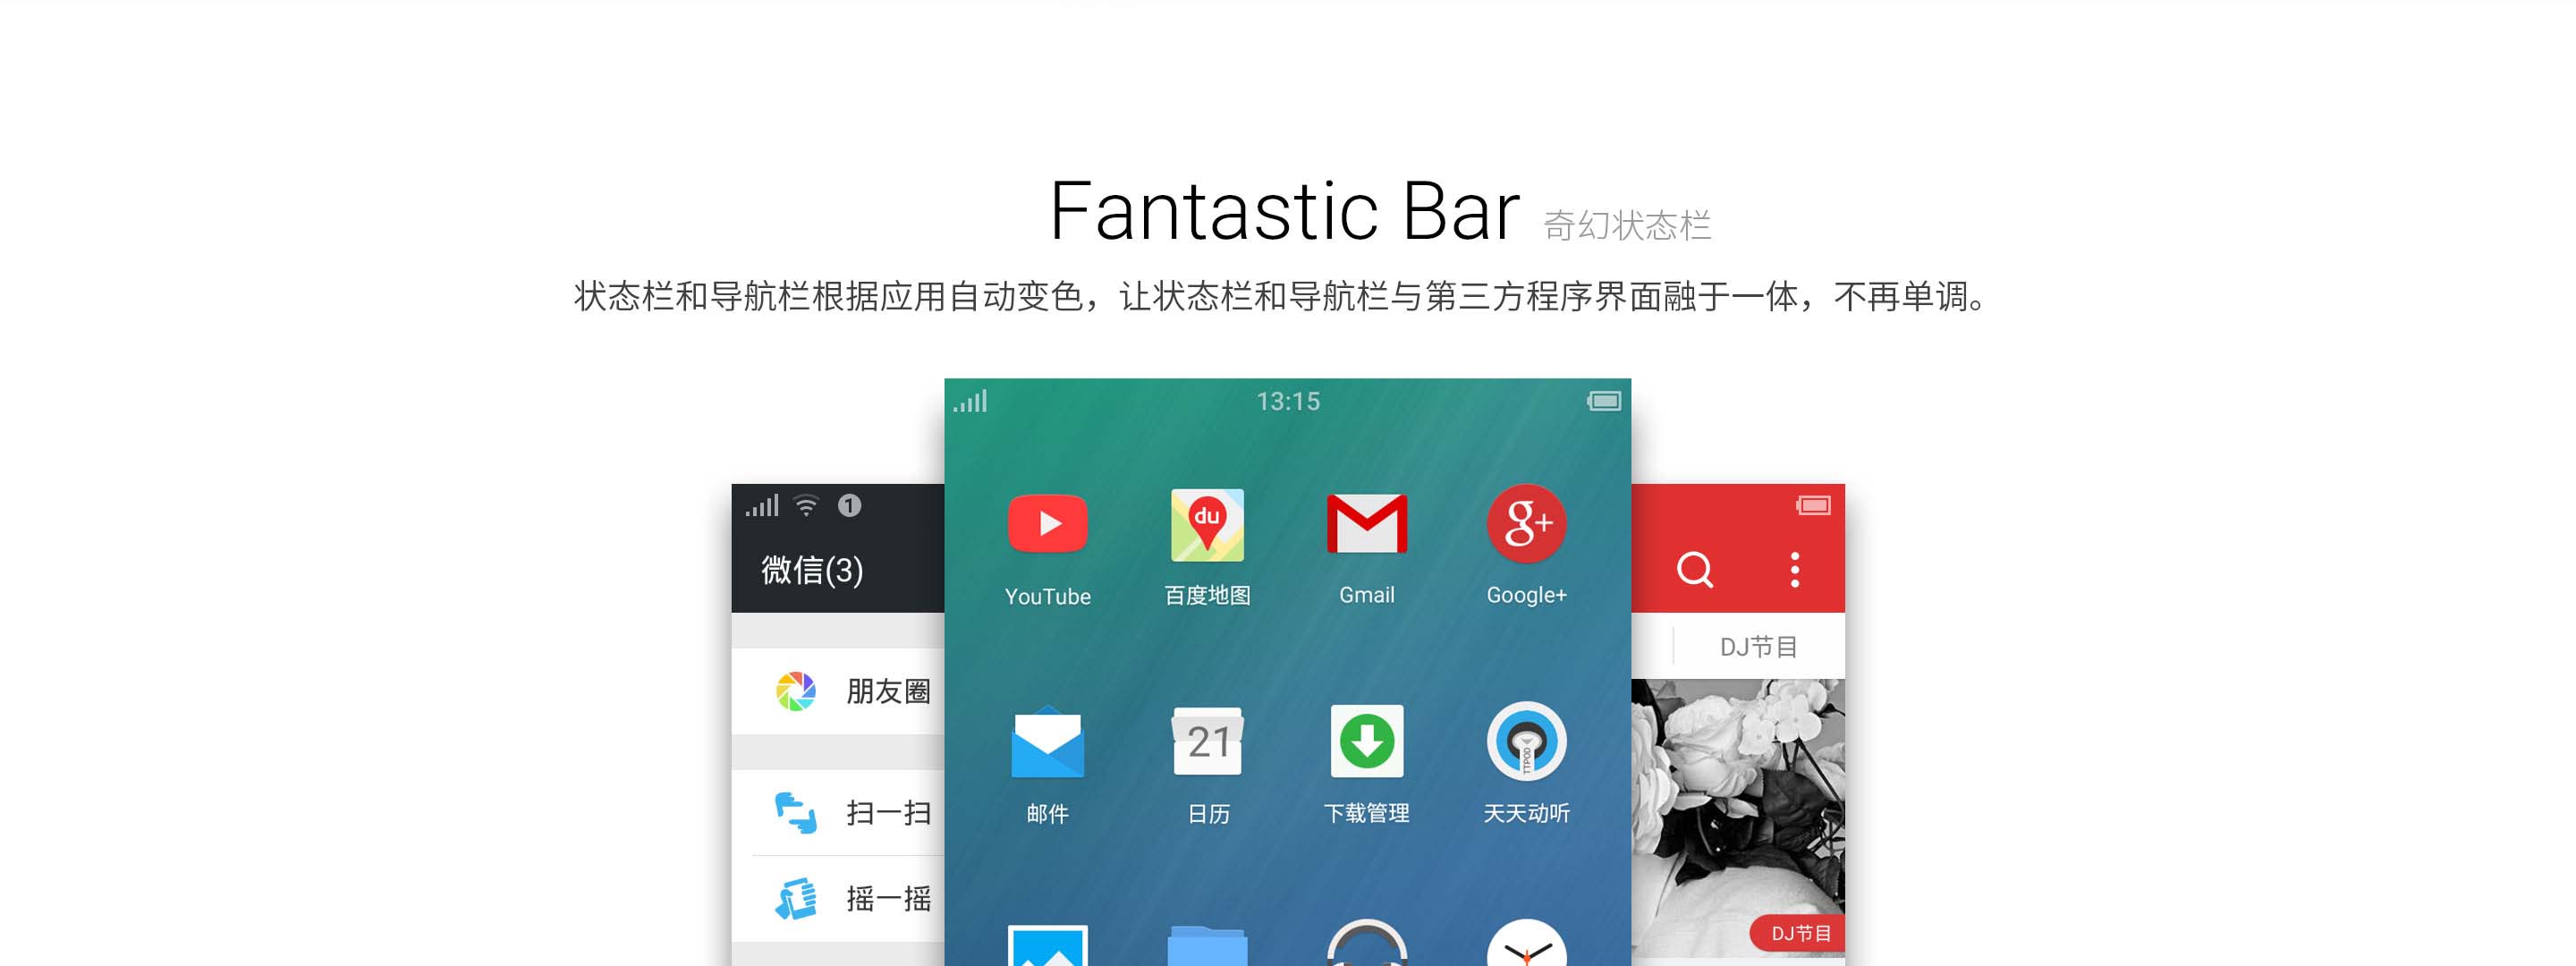 Fantastic Bar 奇幻状态栏
状态栏和导航栏根据应用自动变色，让状态栏和导航栏与第三方程序界面融于一体，不再单调。
13:15
1
微信(3)
朋友圈
扫一扫
摇一摇
du
g+
YouTube 百度地图 Gmail Google+
21
TTPOD
邮件 日历 下载管理 天天动听
DJ节目
DJ节目